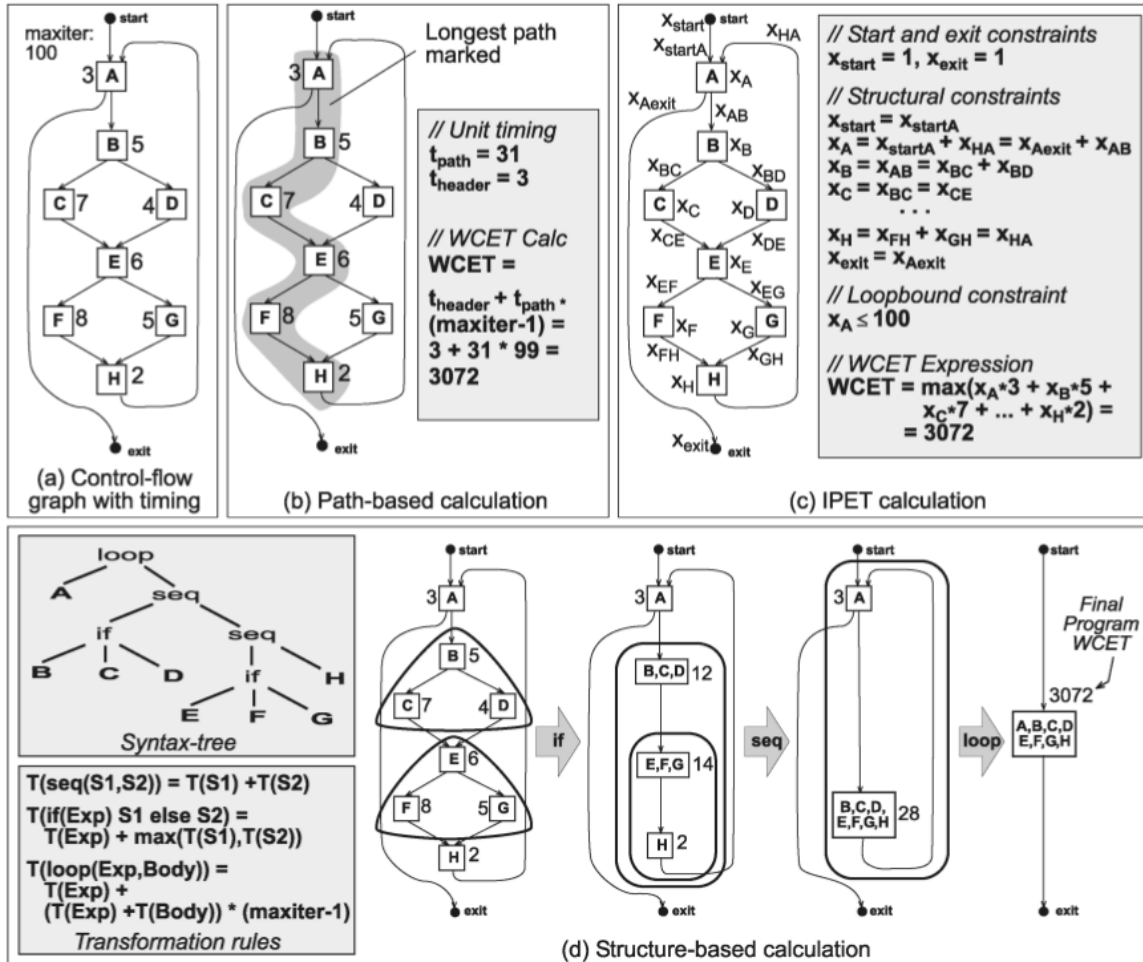 start
maxiter:
100
3 A
B 5
C 7
4 D
E 6
F 8
5 G
H 2
exit
(a) Control-flow
graph with timing
start
Longest path
marked
3 A
B 5
C 7
4 D
E 6
F 8
5 G
H 2
exit
// Unit timing
t_path = 31
t_header = 3
// WCET Calc
WCET =
t_header + t_path *
(maxiter-1) =
3 + 31 * 99 =
3072
(b) Path-based calculation
x_start start
x_startA
x_HA
A x_A
x_Aexit
x_AB
B x_B
x_BC x_BD
C x_C x_D D
x_CE x_DE
E x_E
x_EF x_EG
F x_F x_G G
x_FH x_GH
x_H H
x_exit exit
// Start and exit constraints
x_start = 1, x_exit = 1
// Structural constraints
x_start = x_startA
x_A = x_startA + x_HA = x_Aexit + x_AB
x_B = x_AB = x_BC + x_BD
x_C = x_BC = x_CE
. . .
x_H = x_FH + x_GH = x_HA
x_exit = x_Aexit
// Loopbound constraint
x_A ≤ 100
// WCET Expression
WCET = max(x_A*3 + x_B*5 +
x_C*7 + ... + x_H*2) =
= 3072
(c) IPET calculation
loop
A seq
if seq
B C D if H
E F G
Syntax-tree
T(seq(S1,S2)) = T(S1) +T(S2)
T(if(Exp) S1 else S2) =
T(Exp) + max(T(S1),T(S2))
T(loop(Exp,Body)) =
T(Exp) +
(T(Exp) +T(Body)) * (maxiter-1)
Transformation rules
start
3 A
B 5
C 7
4 D
E 6
F 8
5 G
H 2
exit
if
start
3 A
B,C,D 12
E,F,G 14
H 2
exit
seq
start
3 A
B,C,D,
E,F,G,H 28
exit
loop
start
Final
Program
WCET
3072
A,B,C,D
E,F,G,H
exit
(d) Structure-based calculation